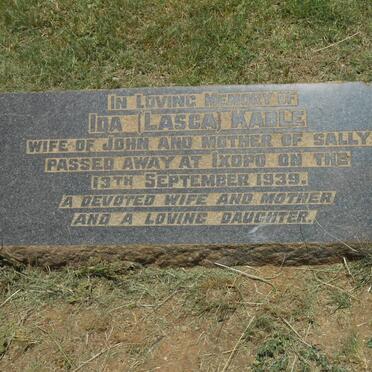 IN LOVING MEMORY OF
IDA (LASCA) KABLE
WIFE OF JOHN AND MOTHER OF SALLY
PASSED AWAY AT IXOPO ON THE
13TH SEPTEMBER 1939.
A DEVOTED WIFE AND MOTHER
AND A LOVING DAUGHTER.